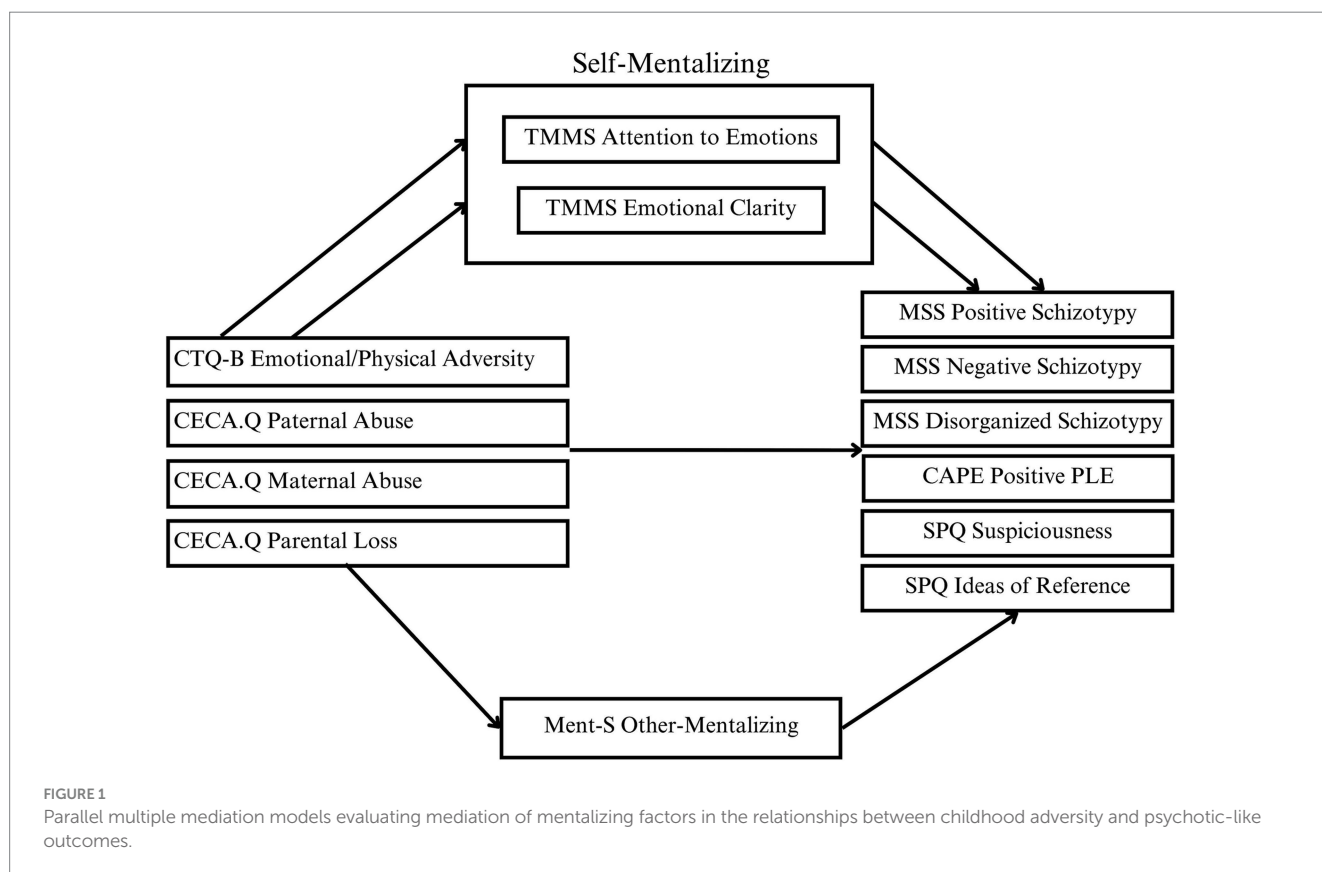 Self-Mentalizing
TMMS Attention to Emotions
TMMS Emotional Clarity
CTQ-B Emotional/Physical Adversity
CECA.Q Paternal Abuse
CECA.Q Maternal Abuse
CECA.Q Parental Loss
MSS Positive Schizotypy
MSS Negative Schizotypy
MSS Disorganized Schizotypy
CAPE Positive PLE
SPQ Suspiciousness
SPQ Ideas of Reference
Ment-S Other-Mentalizing
FIGURE 1
Parallel multiple mediation models evaluating mediation of mentalizing factors in the relationships between childhood adversity and psychotic-like
outcomes.